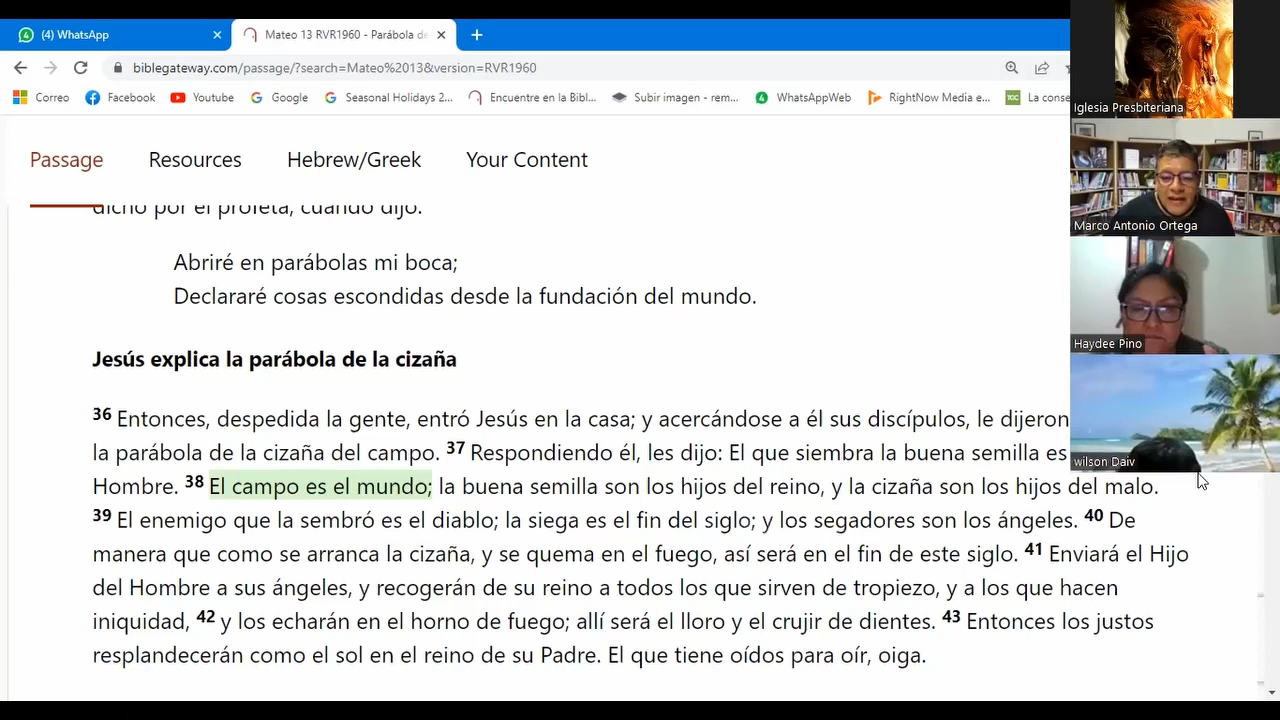 (4) WhatsApp
Mateo 13 RVR1960 - Parábola de
biblegateway.com/passage/?search=Mateo%2013&version=RVR1960
Correo
Facebook
Youtube
Google
Seasonal Holidays 2...
Encuentre en la Bibl...
Subir imagen - rem...
WhatsAppWeb
RightNow Media e...
La conse
Passage
Resources
Hebrew/Greek
Your Content
dicho por el profeta, cuando dijo:
Abriré en parábolas mi boca;
Declararé cosas escondidas desde la fundación del mundo.
Jesús explica la parábola de la cizaña
36 Entonces, despedida la gente, entró Jesús en la casa; y acercándose a él sus discípulos, le dijeron
la parábola de la cizaña del campo. 37 Respondiendo él, les dijo: El que siembra la buena semilla es
Hombre. 38 El campo es el mundo; la buena semilla son los hijos del reino, y la cizaña son los hijos del malo.
39 El enemigo que la sembró es el diablo; la siega es el fin del siglo; y los segadores son los ángeles. 40 De
manera que como se arranca la cizaña, y se quema en el fuego, así será en el fin de este siglo. 41 Enviará el Hijo
del Hombre a sus ángeles, y recogerán de su reino a todos los que sirven de tropiezo, y a los que hacen
iniquidad, 42 y los echarán en el horno de fuego; allí será el lloro y el crujir de dientes. 43 Entonces los justos
resplandecerán como el sol en el reino de su Padre. El que tiene oídos para oír, oiga.
Iglesia Presbiteriana
Marco Antonio Ortega
Haydee Pino
wilson Daiv